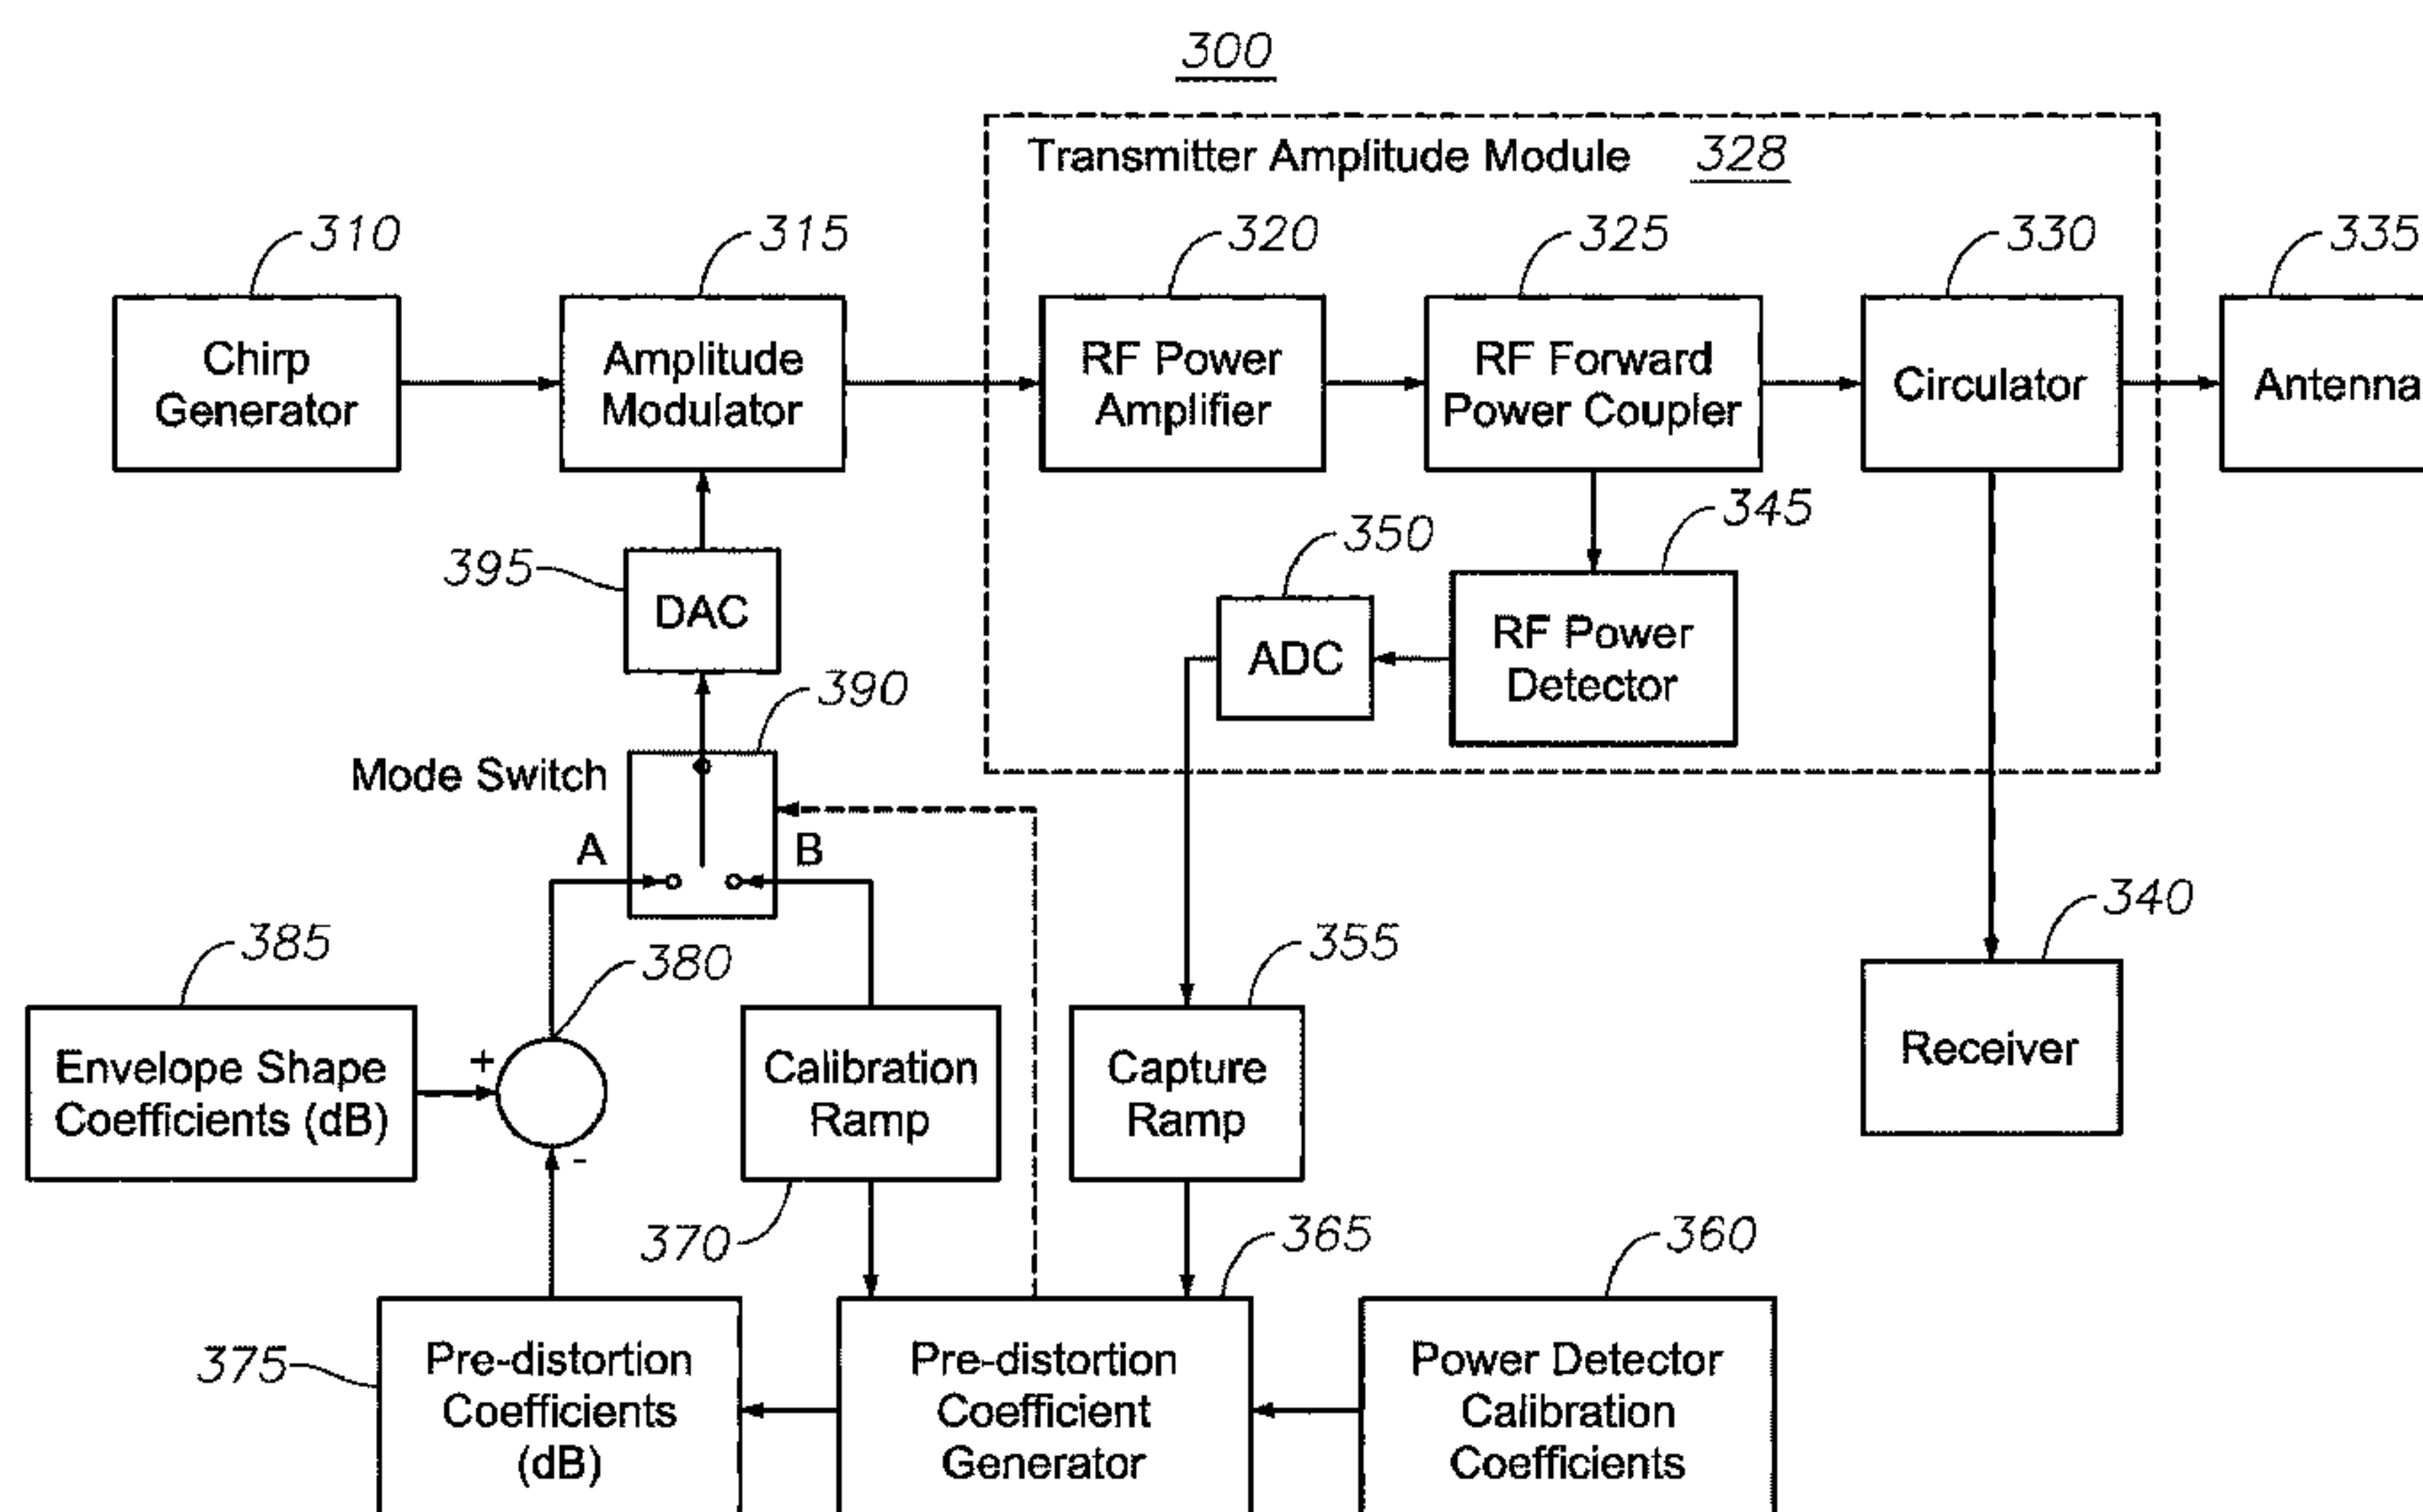 300
Transmitter Amplitude Module 328
310
315
320
325
330
335
Chirp
Generator
Amplitude
Modulator
RF Power
Amplifier
RF Forward
Power Coupler
Circulator
Antenna
395
DAC
350
ADC
345
RF Power
Detector
390
Mode Switch
A
B
385
380
355
340
Envelope Shape
Coefficients (dB)
+
-
Calibration
Ramp
Capture
Ramp
Receiver
370
365
360
375
Pre-distortion
Coefficients
(dB)
Pre-distortion
Coefficient
Generator
Power Detector
Calibration
Coefficients